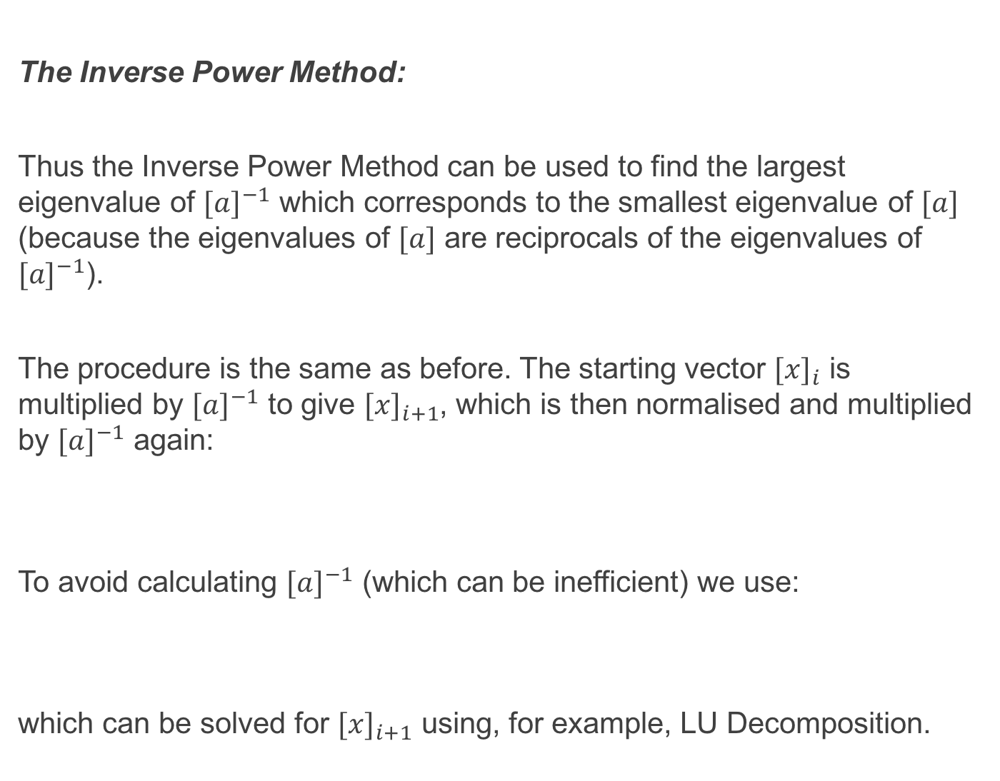 The Inverse Power Method:
Thus the Inverse Power Method can be used to find the largest
eigenvalue of [a]⁻¹ which corresponds to the smallest eigenvalue of [a]
(because the eigenvalues of [a] are reciprocals of the eigenvalues of
[a]⁻¹).
The procedure is the same as before. The starting vector [x]ᵢ is
multiplied by [a]⁻¹ to give [x]ᵢ₊₁, which is then normalised and multiplied
by [a]⁻¹ again:
To avoid calculating [a]⁻¹ (which can be inefficient) we use:
which can be solved for [x]ᵢ₊₁ using, for example, LU Decomposition.